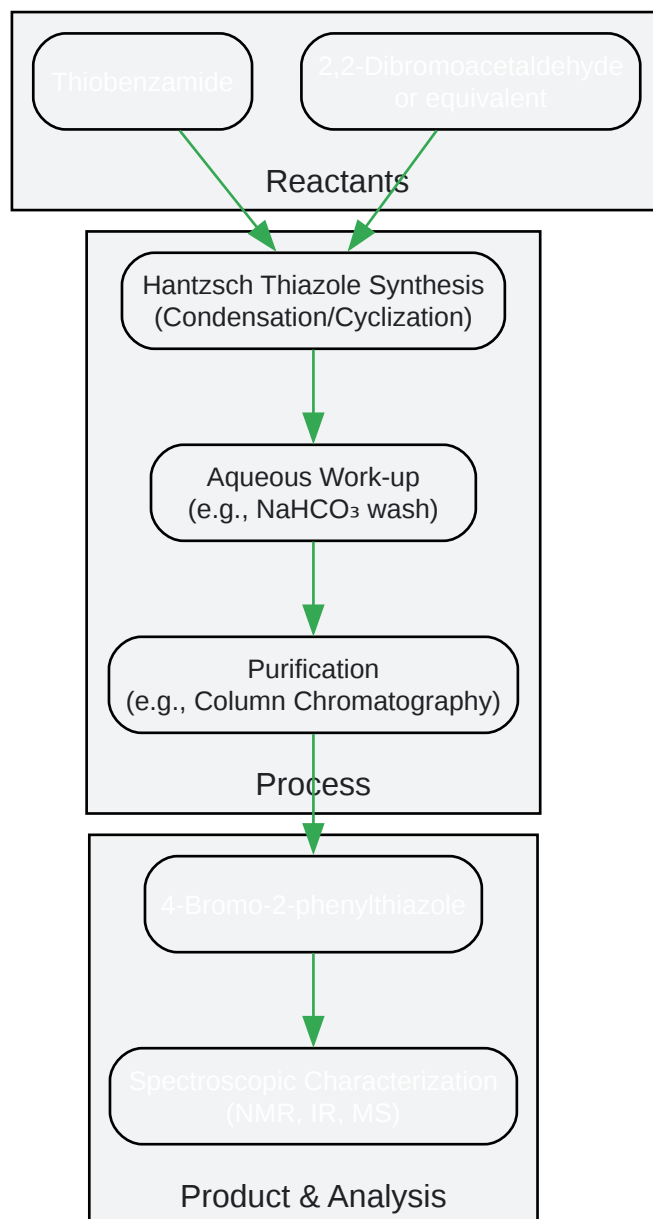 Thiobenzamide
2,2-Dibromoacetaldehyde
or equivalent
Reactants
Hantzsch Thiazole Synthesis
(Condensation/Cyclization)
Aqueous Work-up
(e.g., NaHCO₃ wash)
Purification
(e.g., Column Chromatography)
Process
4-Bromo-2-phenylthiazole
Spectroscopic Characterization
(NMR, IR, MS)
Product & Analysis